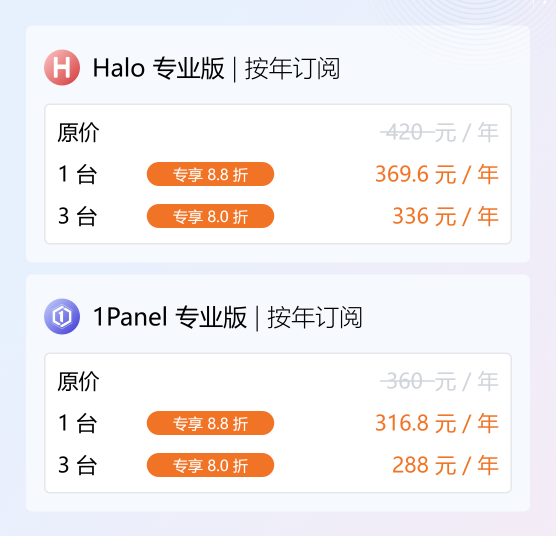 H Halo 专业版 | 按年订阅
原价 420 元 / 年
1 台 专享 8.8 折 369.6 元 / 年
3 台 专享 8.0 折 336 元 / 年
1 1Panel 专业版 | 按年订阅
原价 360 元 / 年
1 台 专享 8.8 折 316.8 元 / 年
3 台 专享 8.0 折 288 元 / 年